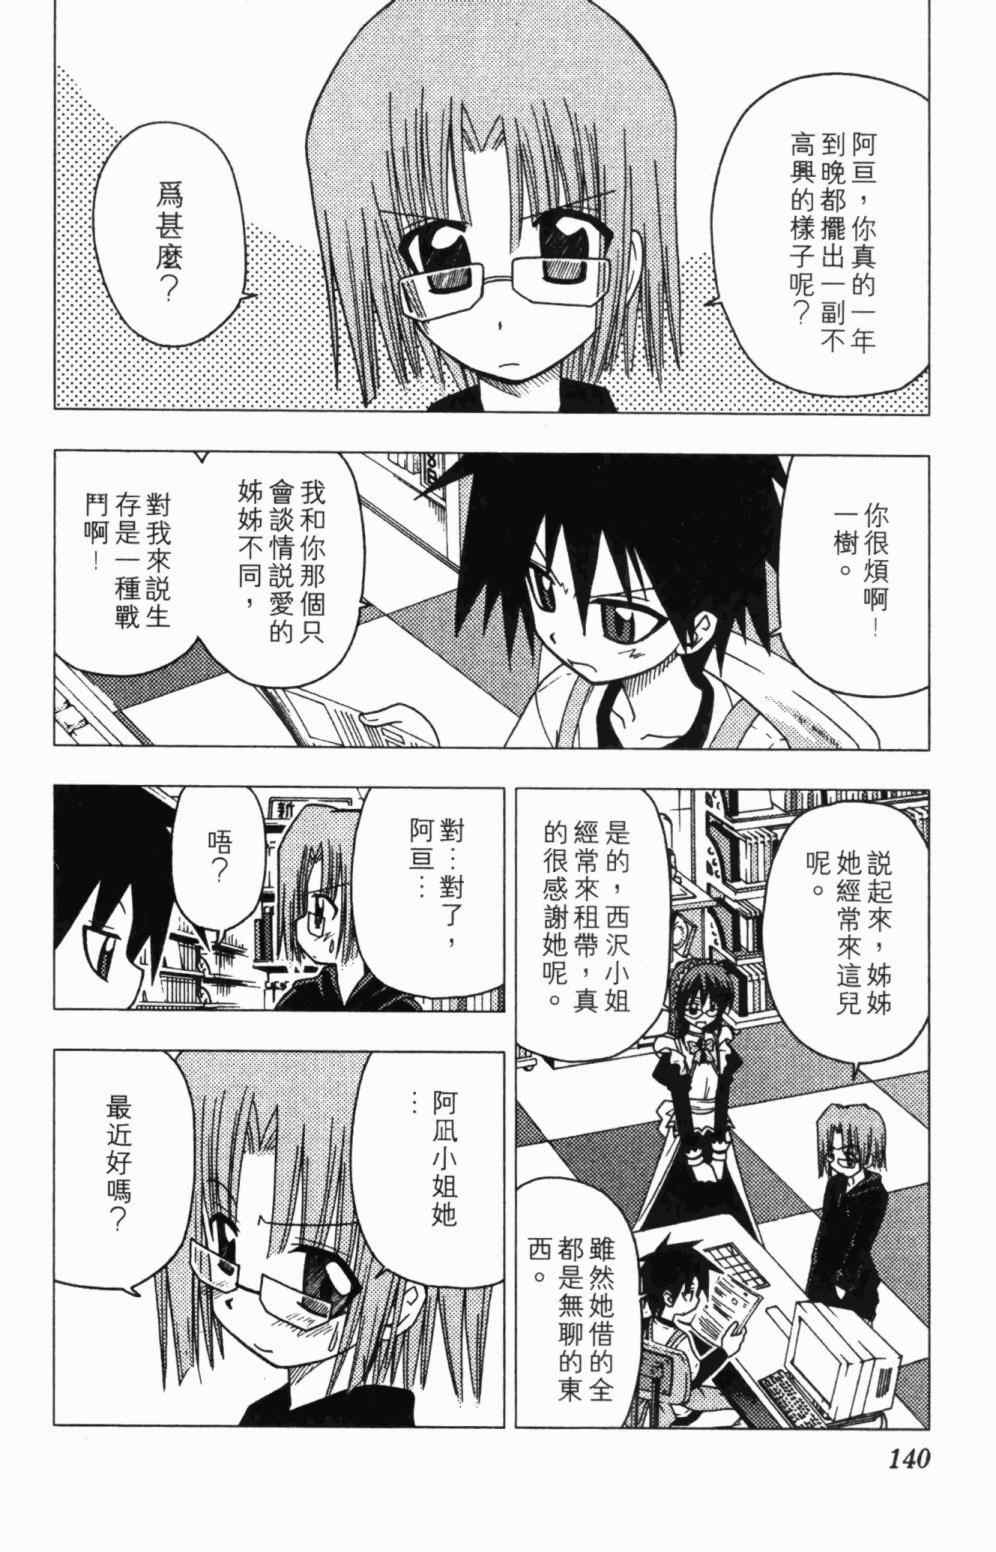 阿亘，你真的一年
到晚都擺出一副不
高興的樣子呢？
爲甚麼？
你很煩啊！
一樹。
我和你那個只
會談情説愛的
姊姊不同，
對我來説生
存是一種戰
鬥啊！
説起來，姊姊
她經常來這兒
呢。
是的，西沢小姐
經常來租帶，真
的很感謝她呢。
雖然她借的全
都是無聊的東
西。
對…對了，
阿亘…
唔？
新
阿凪小姐她
…
最近好嗎？
140